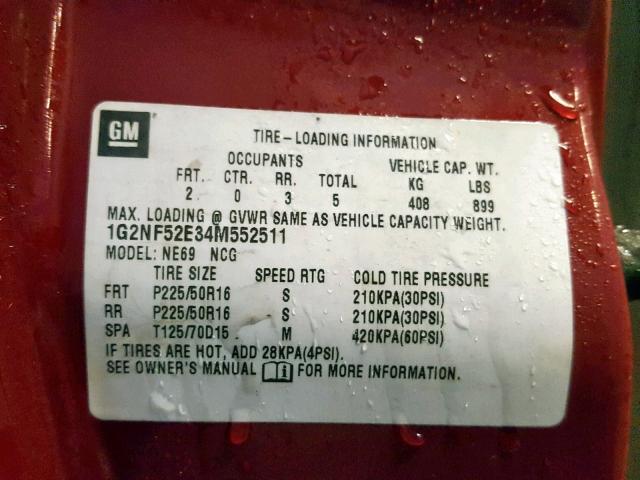 GM
TIRE-LOADING INFORMATION
OCCUPANTS VEHICLE CAP. WT.
FRT. CTR. RR. TOTAL KG LBS
2 0 3 5 408 899
MAX. LOADING @ GVWR SAME AS VEHICLE CAPACITY WEIGHT.
1G2NF52E34M552511
MODEL: NE69 NCG
TIRE SIZE SPEED RTG COLD TIRE PRESSURE
FRT P225/50R16 S 210KPA(30PSI)
RR P225/50R16 S 210KPA(30PSI)
SPA T125/70D15 M 420KPA(60PSI)
IF TIRES ARE HOT, ADD 28KPA(4PSI).
SEE OWNER'S MANUAL i FOR MORE INFORMATION.